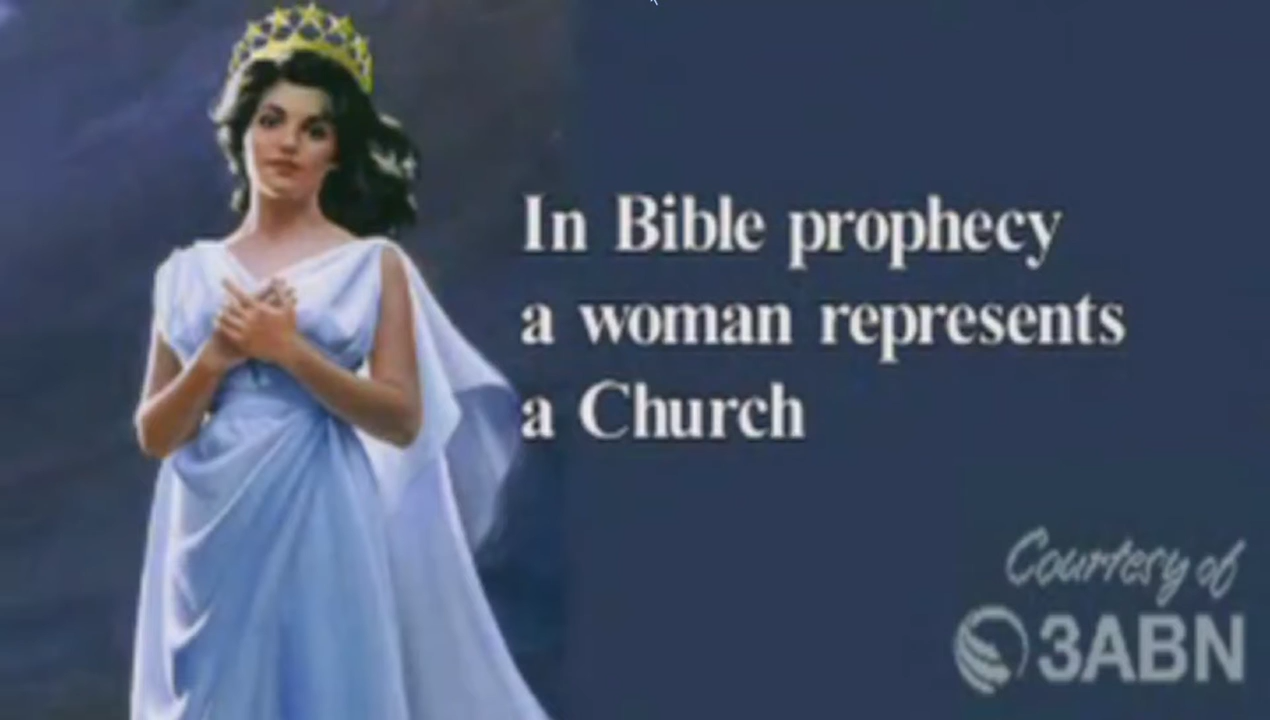 In Bible prophecy
a woman represents
a Church
Courtesy of
3ABN